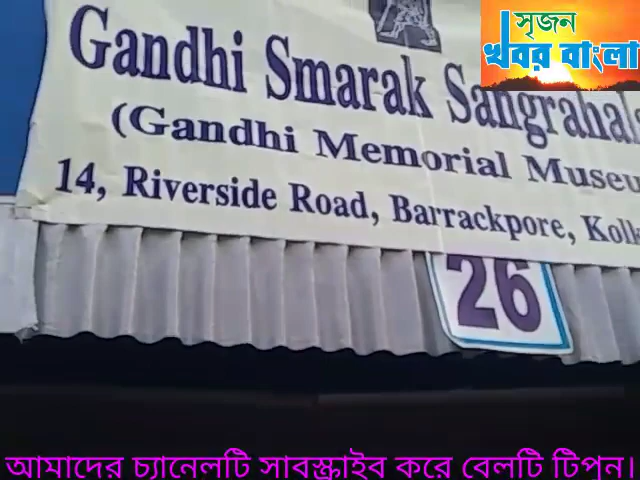 সৃজন
খবর বাংলা
Gandhi Smarak Sangrahal
(Gandhi Memorial Museu
14, Riverside Road, Barrackpore, Kolk
26
আমাদের চ্যানেলটি সাবস্ক্রাইব করে বেলটি টিপুন।